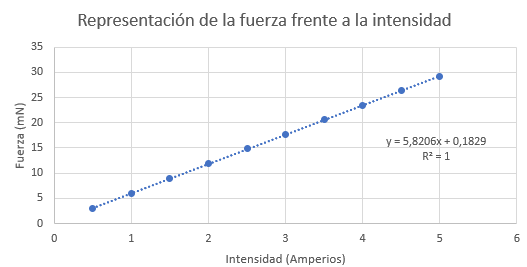 Representación de la fuerza frente a la intensidad
35
30
25
20
15
10
5
0
Fuerza (mN)
y = 5,8206x + 0,1829
R² = 1
0 1 2 3 4 5 6
Intensidad (Amperios)